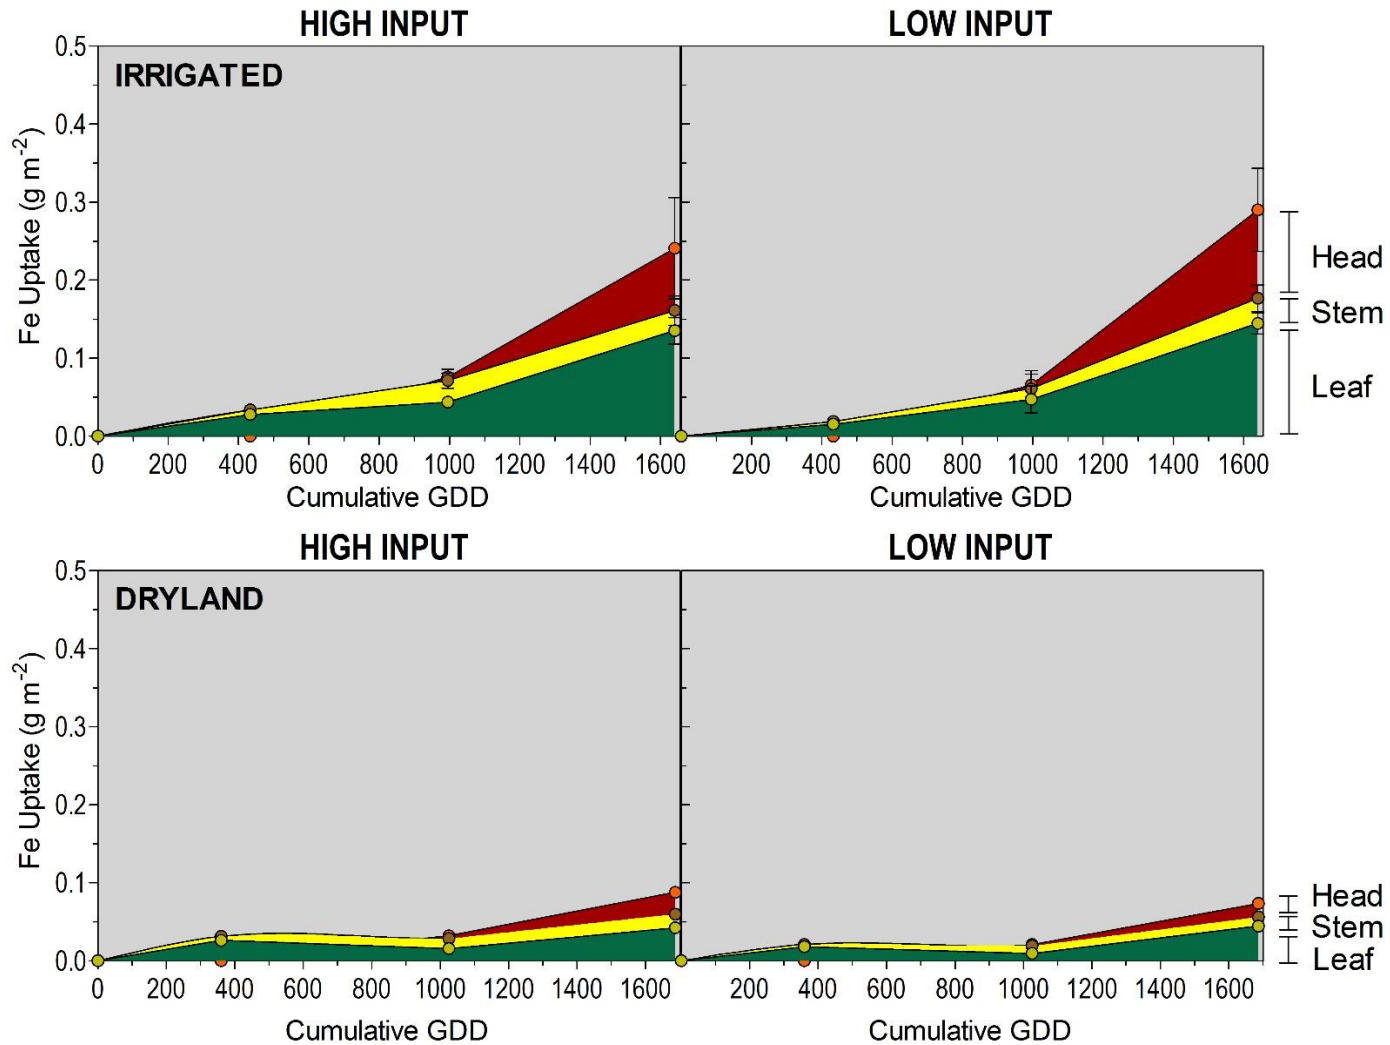 HIGH INPUT LOW INPUT
IRRIGATED
Fe Uptake (g m⁻²)
0.5
0.4
0.3
0.2
0.1
0.0
Head
Stem
Leaf
0 200 400 600 800 1000 1200 1400 1600 200 400 600 800 1000 1200 1400 1600
Cumulative GDD Cumulative GDD
HIGH INPUT LOW INPUT
DRYLAND
Fe Uptake (g m⁻²)
0.5
0.4
0.3
0.2
0.1
0.0
Head
Stem
Leaf
0 200 400 600 800 1000 1200 1400 1600 200 400 600 800 1000 1200 1400 1600
Cumulative GDD Cumulative GDD